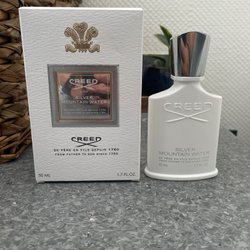 CREED
SILVER
MOUNTAIN WATER
CREED
DE PÈRE EN FILS DEPUIS 1760
FROM FATHER TO SON SINCE 1760
50 ML
1.7 FL.OZ.
CREED
SILVER
MOUNTAIN WATER